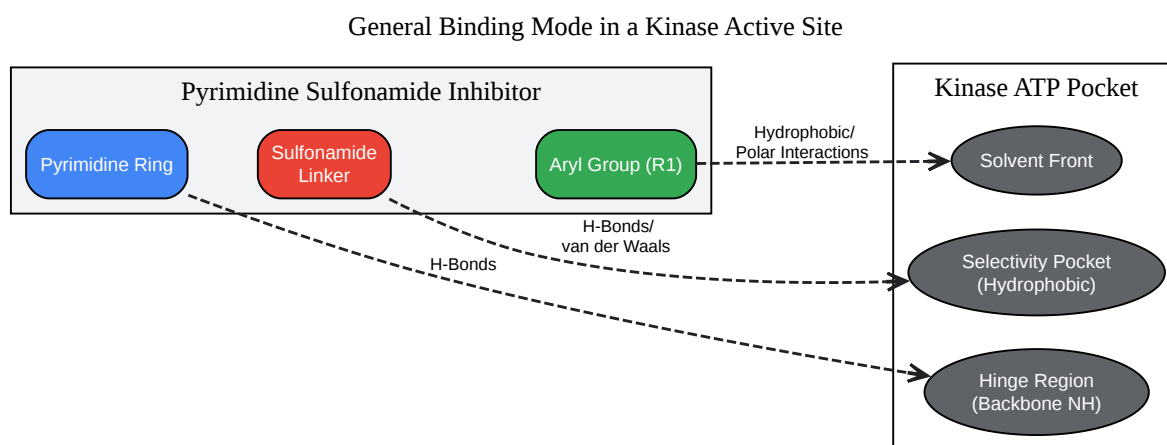 General Binding Mode in a Kinase Active Site
Pyrimidine Sulfonamide Inhibitor
Kinase ATP Pocket
Pyrimidine Ring
Sulfonamide
Linker
Aryl Group (R1)
Hydrophobic/
Polar Interactions
Solvent Front
H-Bonds/
van der Waals
H-Bonds
Selectivity Pocket
(Hydrophobic)
Hinge Region
(Backbone NH)